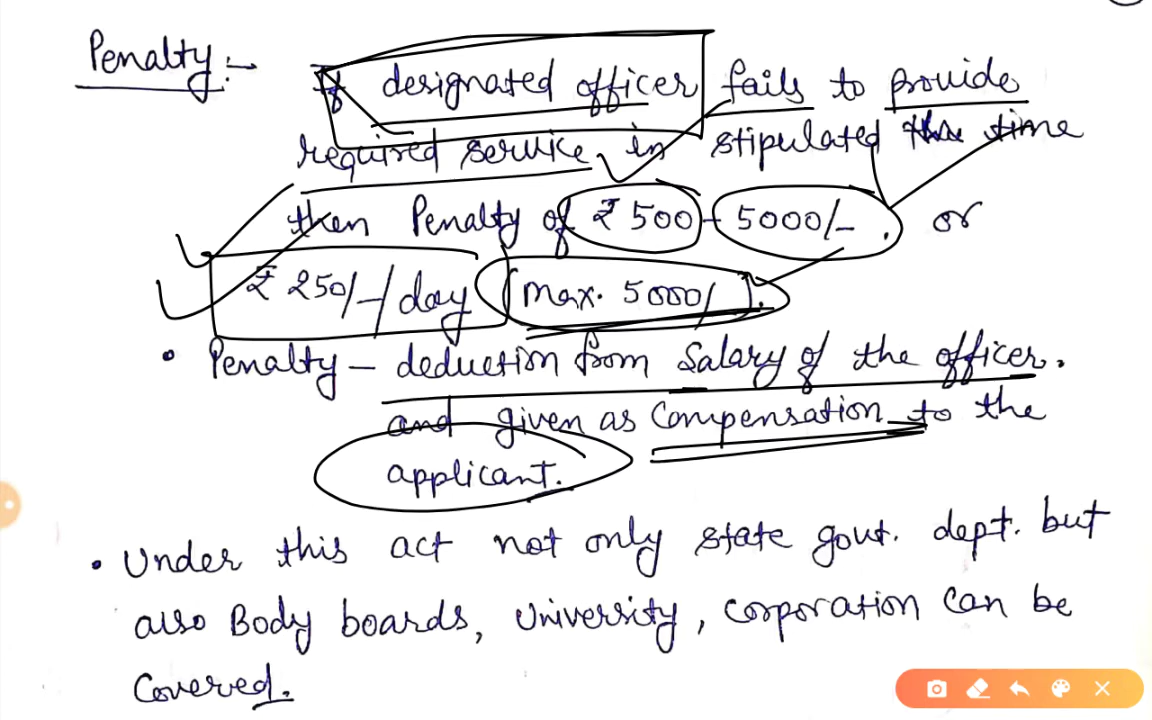 Penalty :-
If designated officer fails to provide
required service in stipulated the time
then Penalty of ₹ 500 - 5000/-. or
₹ 250/-/day (max. 5000/).
• Penalty – deduction from Salary of the officer.
and given as Compensation to the
applicant.
• Under this act not only state govt. dept. but
also Body boards, University, Corporation can be
Covered.